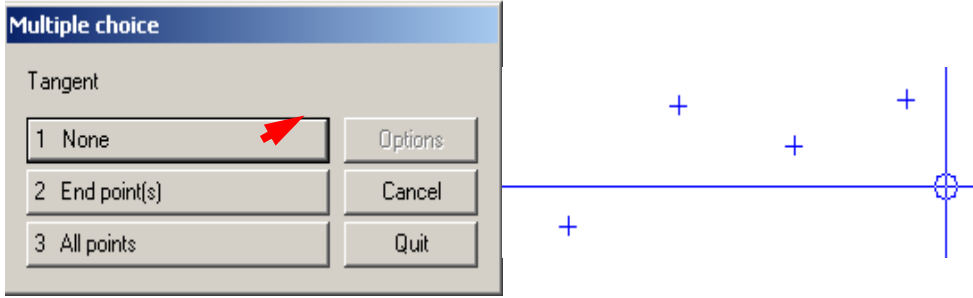 Multiple choice
Tangent
1 None
Options
2 End point(s)
Cancel
3 All points
Quit